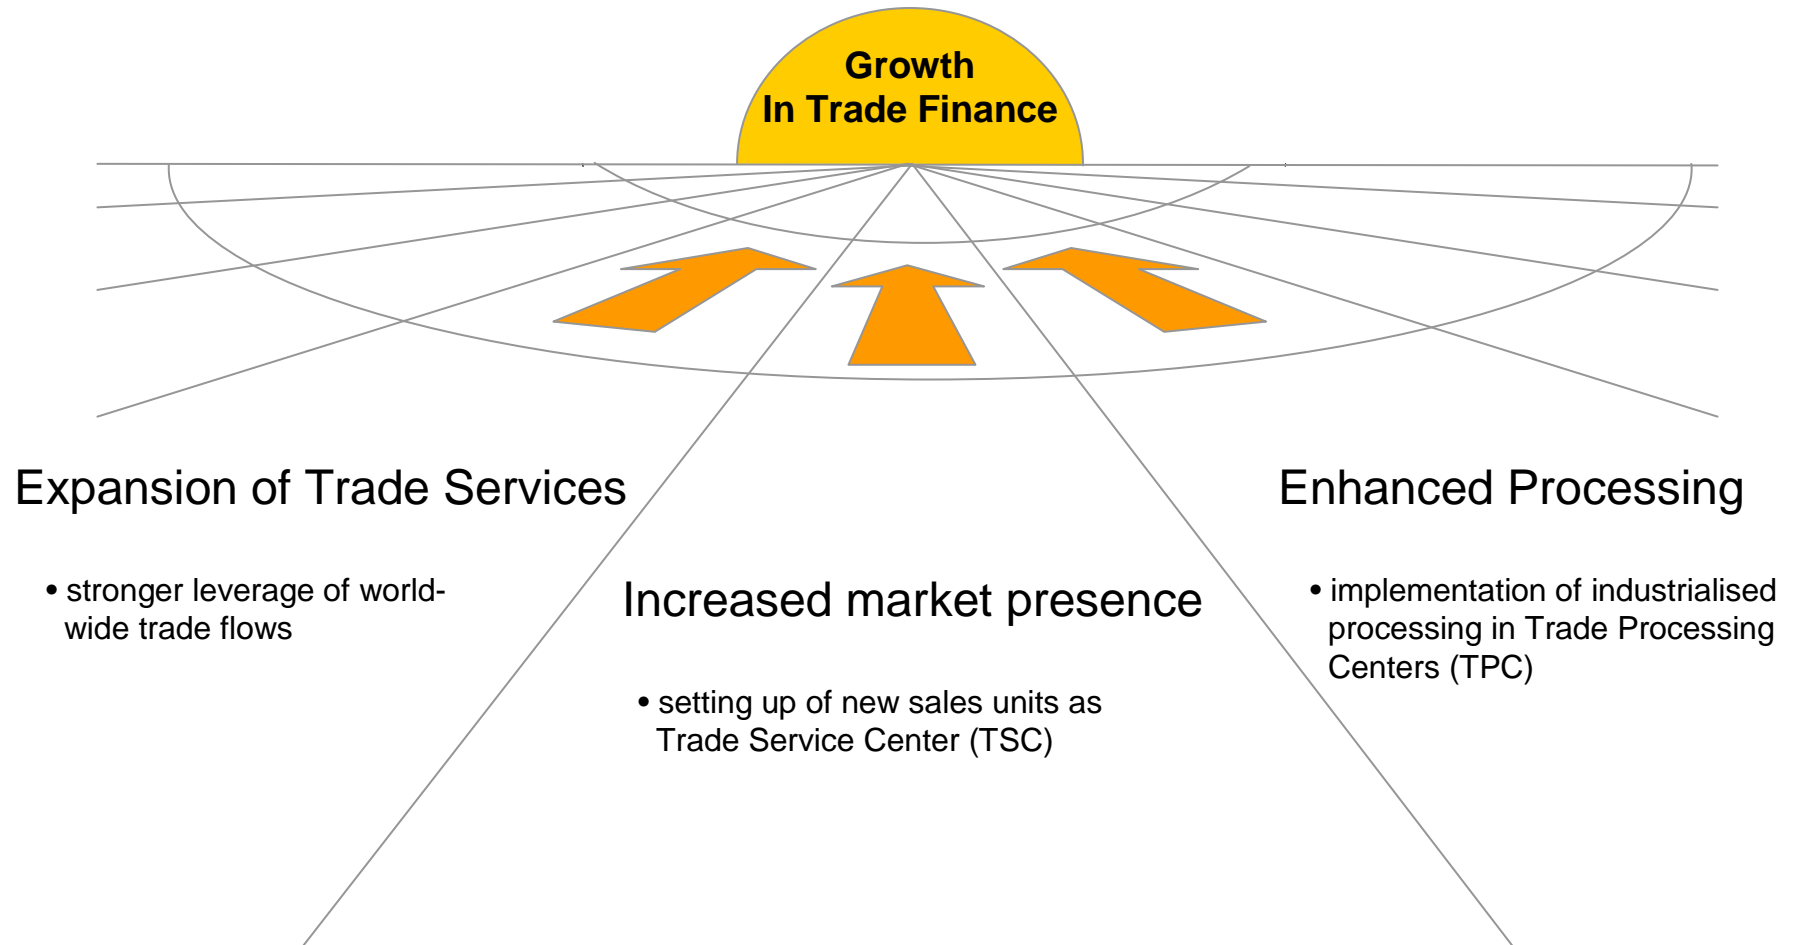 Growth
In Trade Finance
Expansion of Trade Services
• stronger leverage of world-
wide trade flows
Increased market presence
• setting up of new sales units as
Trade Service Center (TSC)
Enhanced Processing
• implementation of industrialised
processing in Trade Processing
Centers (TPC)